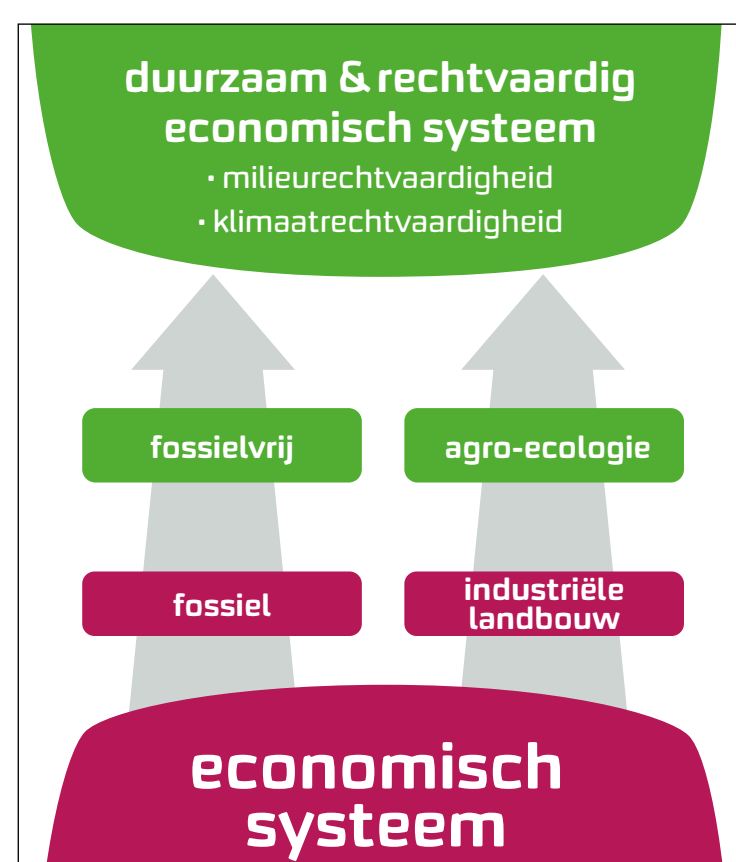 duurzaam & rechtvaardig
economisch systeem
• milieurechtvaardigheid
• klimaatrechtvaardigheid
fossielvrij
agro-ecologie
fossiel
industriële
landbouw
economisch
systeem